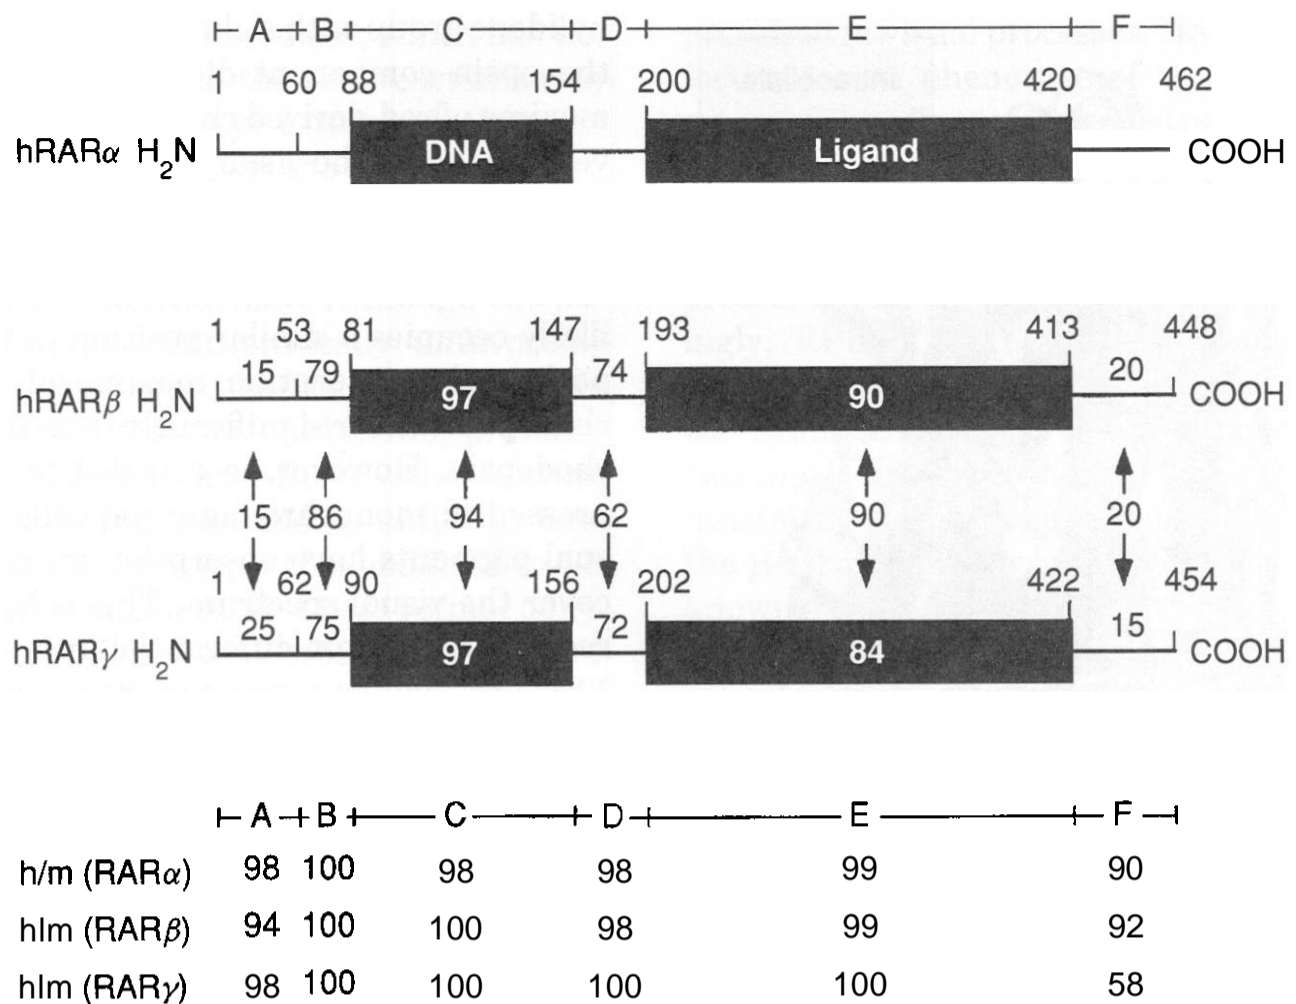 A B C D E F
1 60 88 154 200 420 462
hRARα H2N DNA Ligand COOH
1 53 81 147 193 413 448
15 79 74 20
hRARβ H2N 97 90 COOH
15 86 94 62 90 20
1 62 90 156 202 422 454
25 75 72 15
hRARγ H2N 97 84 COOH
A B C D E F
h/m (RARα) 98 100 98 98 99 90
hlm (RARβ) 94 100 100 98 99 92
hlm (RARγ) 98 100 100 100 100 58